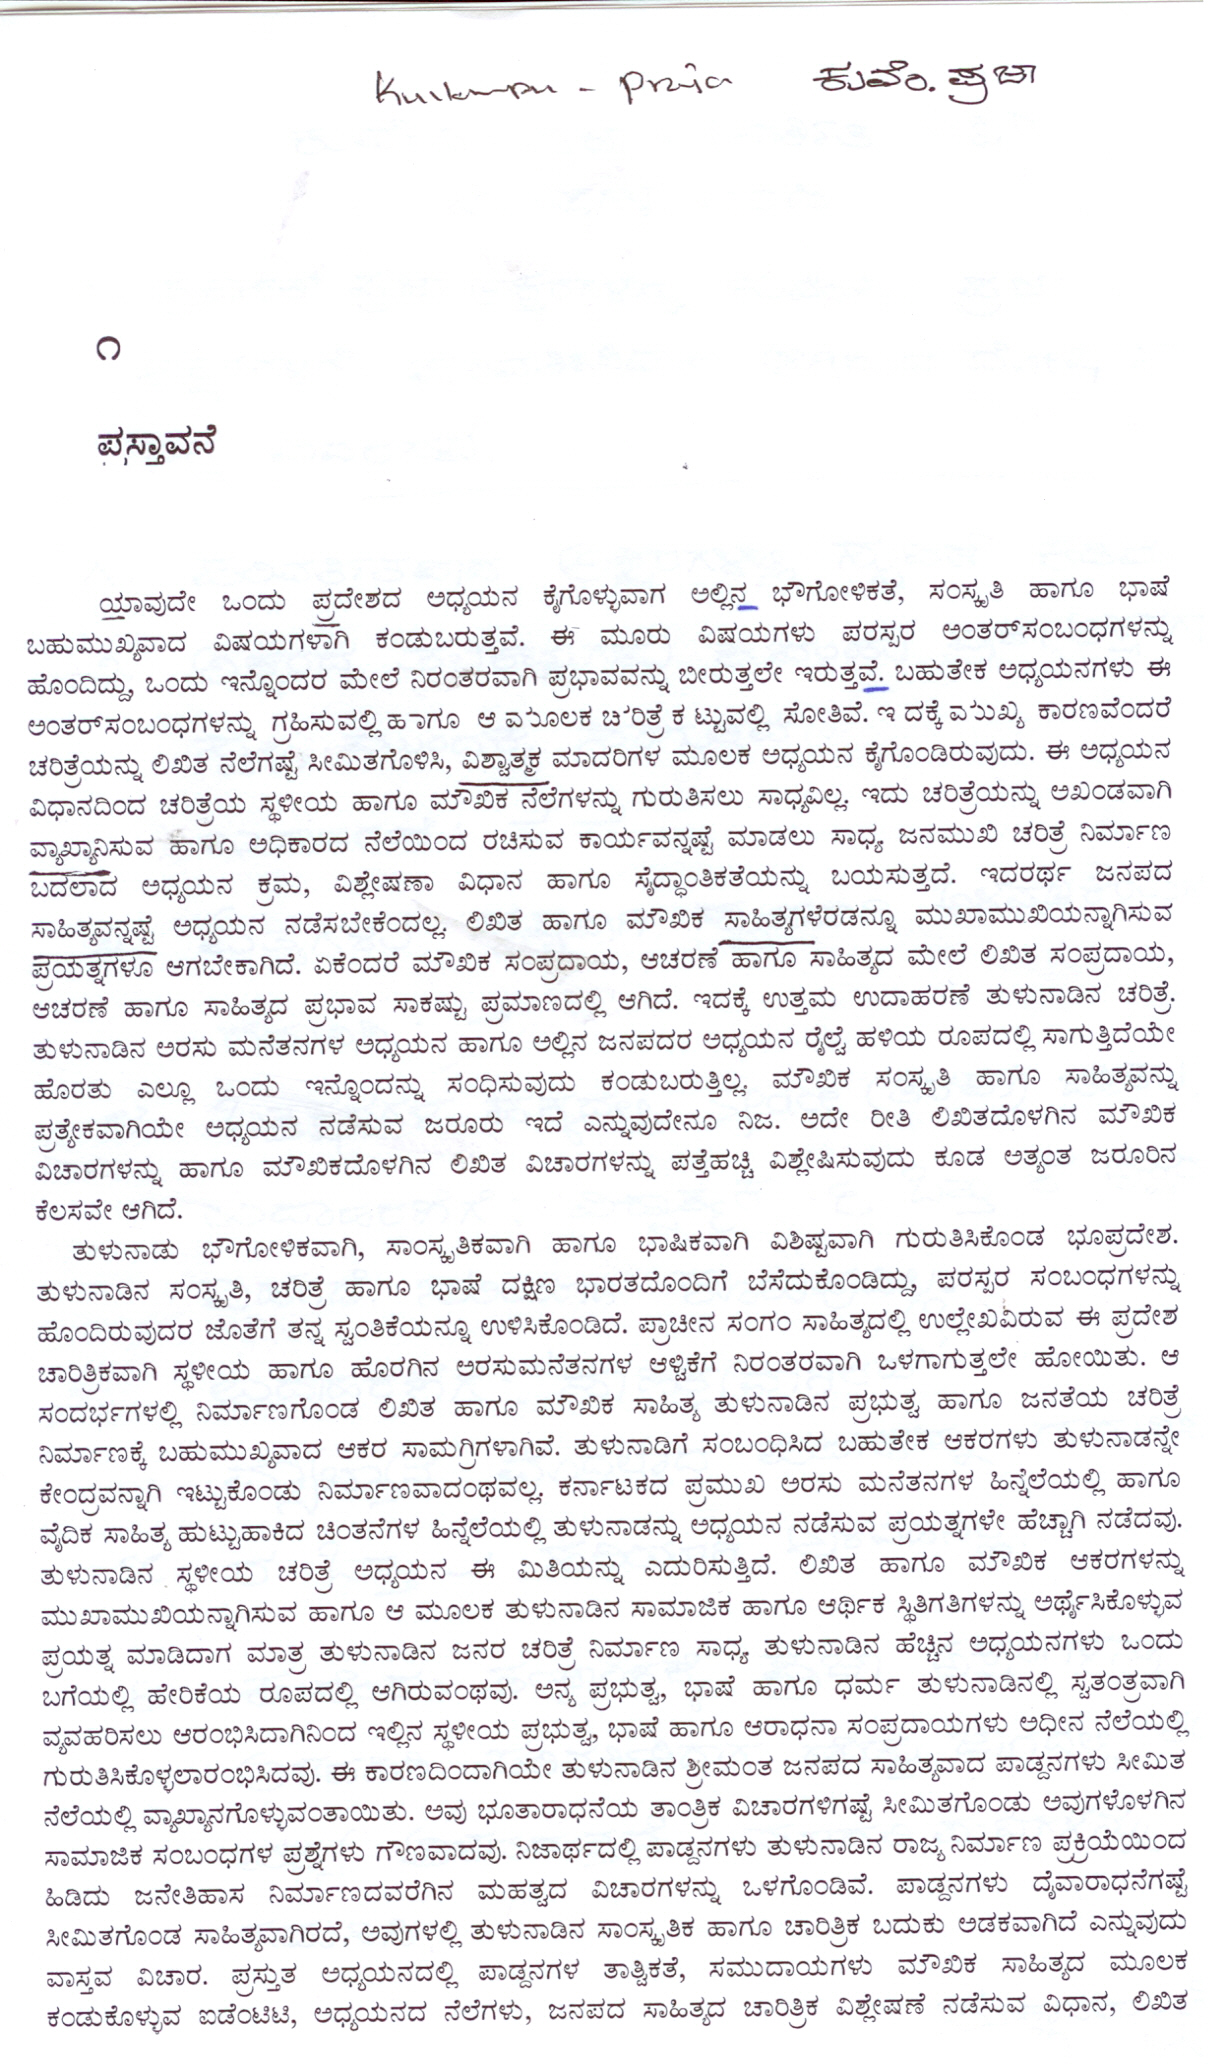 ಕುವೆಂ. ಪ್ರಜಾ
೧
ಪ್ರಸ್ತಾವನೆ
ಯಾವುದೇ ಒಂದು ಪ್ರದೇಶದ ಅಧ್ಯಯನ ಕೈಗೊಳ್ಳುವಾಗ ಅಲ್ಲಿನ ಭೌಗೋಳಿಕತೆ, ಸಂಸ್ಕೃತಿ ಹಾಗೂ ಭಾಷೆ
ಬಹುಮುಖ್ಯವಾದ ವಿಷಯಗಳಾಗಿ ಕಂಡುಬರುತ್ತವೆ. ಈ ಮೂರು ವಿಷಯಗಳು ಪರಸ್ಪರ ಅಂತರ್‌ಸಂಬಂಧಗಳನ್ನು
ಹೊಂದಿದ್ದು, ಒಂದು ಇನ್ನೊಂದರ ಮೇಲೆ ನಿರಂತರವಾಗಿ ಪ್ರಭಾವವನ್ನು ಬೀರುತ್ತಲೇ ಇರುತ್ತವೆ. ಬಹುತೇಕ ಅಧ್ಯಯನಗಳು ಈ
ಅಂತರ್‌ಸಂಬಂಧಗಳನ್ನು ಗ್ರಹಿಸುವಲ್ಲಿ ಹಾಗೂ ಆ ಮೂಲಕ ಚರಿತ್ರೆ ಕಟ್ಟುವಲ್ಲಿ ಸೋತಿವೆ. ಇದಕ್ಕೆ ಮುಖ್ಯ ಕಾರಣವೆಂದರೆ
ಚರಿತ್ರೆಯನ್ನು ಲಿಖಿತ ನೆಲೆಗಷ್ಟೆ ಸೀಮಿತಗೊಳಿಸಿ, ವಿಶ್ವಾತ್ಮಕ ಮಾದರಿಗಳ ಮೂಲಕ ಅಧ್ಯಯನ ಕೈಗೊಂಡಿರುವುದು. ಈ ಅಧ್ಯಯನ
ವಿಧಾನದಿಂದ ಚರಿತ್ರೆಯ ಸ್ಥಳೀಯ ಹಾಗೂ ಮೌಖಿಕ ನೆಲೆಗಳನ್ನು ಗುರುತಿಸಲು ಸಾಧ್ಯವಿಲ್ಲ. ಇದು ಚರಿತ್ರೆಯನ್ನು ಅಖಂಡವಾಗಿ
ವ್ಯಾಖ್ಯಾನಿಸುವ ಹಾಗೂ ಅಧಿಕಾರದ ನೆಲೆಯಿಂದ ರಚಿಸುವ ಕಾರ್ಯವನ್ನಷ್ಟೆ ಮಾಡಲು ಸಾಧ್ಯ. ಜನಮುಖಿ ಚರಿತ್ರೆ ನಿರ್ಮಾಣ
ಬದಲಾದ ಅಧ್ಯಯನ ಕ್ರಮ, ವಿಶ್ಲೇಷಣಾ ವಿಧಾನ ಹಾಗೂ ಸೈದ್ಧಾಂತಿಕತೆಯನ್ನು ಬಯಸುತ್ತದೆ. ಇದರರ್ಥ ಜನಪದ
ಸಾಹಿತ್ಯವನ್ನಷ್ಟೆ ಅಧ್ಯಯನ ನಡೆಸಬೇಕೆಂದಲ್ಲ. ಲಿಖಿತ ಹಾಗೂ ಮೌಖಿಕ ಸಾಹಿತ್ಯಗಳೆರಡನ್ನೂ ಮುಖಾಮುಖಿಯನ್ನಾಗಿಸುವ
ಪ್ರಯತ್ನಗಳೂ ಆಗಬೇಕಾಗಿದೆ. ಏಕೆಂದರೆ ಮೌಖಿಕ ಸಂಪ್ರದಾಯ, ಆಚರಣೆ ಹಾಗೂ ಸಾಹಿತ್ಯದ ಮೇಲೆ ಲಿಖಿತ ಸಂಪ್ರದಾಯ,
ಆಚರಣೆ ಹಾಗೂ ಸಾಹಿತ್ಯದ ಪ್ರಭಾವ ಸಾಕಷ್ಟು ಪ್ರಮಾಣದಲ್ಲಿ ಆಗಿದೆ. ಇದಕ್ಕೆ ಉತ್ತಮ ಉದಾಹರಣೆ ತುಳುನಾಡಿನ ಚರಿತ್ರೆ.
ತುಳುನಾಡಿನ ಅರಸು ಮನೆತನಗಳ ಅಧ್ಯಯನ ಹಾಗೂ ಅಲ್ಲಿನ ಜನಪದರ ಅಧ್ಯಯನ ರೈಲ್ವೆ ಹಳಿಯ ರೂಪದಲ್ಲಿ ಸಾಗುತ್ತಿದೆಯೇ
ಹೊರತು ಎಲ್ಲೂ ಒಂದು ಇನ್ನೊಂದನ್ನು ಸಂಧಿಸುವುದು ಕಂಡುಬರುತ್ತಿಲ್ಲ. ಮೌಖಿಕ ಸಂಸ್ಕೃತಿ ಹಾಗೂ ಸಾಹಿತ್ಯವನ್ನು
ಪ್ರತ್ಯೇಕವಾಗಿಯೇ ಅಧ್ಯಯನ ನಡೆಸುವ ಜರೂರು ಇದೆ ಎನ್ನುವುದೇನೂ ನಿಜ. ಅದೇ ರೀತಿ ಲಿಖಿತದೊಳಗಿನ ಮೌಖಿಕ
ವಿಚಾರಗಳನ್ನು ಹಾಗೂ ಮೌಖಿಕದೊಳಗಿನ ಲಿಖಿತ ವಿಚಾರಗಳನ್ನು ಪತ್ತೆಹಚ್ಚಿ ವಿಶ್ಲೇಷಿಸುವುದು ಕೂಡ ಅತ್ಯಂತ ಜರೂರಿನ
ಕೆಲಸವೇ ಆಗಿದೆ.
ತುಳುನಾಡು ಭೌಗೋಳಿಕವಾಗಿ, ಸಾಂಸ್ಕೃತಿಕವಾಗಿ ಹಾಗೂ ಭಾಷಿಕವಾಗಿ ವಿಶಿಷ್ಟವಾಗಿ ಗುರುತಿಸಿಕೊಂಡ ಭೂಪ್ರದೇಶ.
ತುಳುನಾಡಿನ ಸಂಸ್ಕೃತಿ, ಚರಿತ್ರೆ ಹಾಗೂ ಭಾಷೆ ದಕ್ಷಿಣ ಭಾರತದೊಂದಿಗೆ ಬೆಸೆದುಕೊಂಡಿದ್ದು, ಪರಸ್ಪರ ಸಂಬಂಧಗಳನ್ನು
ಹೊಂದಿರುವುದರ ಜೊತೆಗೆ ತನ್ನ ಸ್ವಂತಿಕೆಯನ್ನೂ ಉಳಿಸಿಕೊಂಡಿದೆ. ಪ್ರಾಚೀನ ಸಂಗಂ ಸಾಹಿತ್ಯದಲ್ಲಿ ಉಲ್ಲೇಖವಿರುವ ಈ ಪ್ರದೇಶ
ಚಾರಿತ್ರಿಕವಾಗಿ ಸ್ಥಳೀಯ ಹಾಗೂ ಹೊರಗಿನ ಅರಸುಮನೆತನಗಳ ಆಳ್ವಿಕೆಗೆ ನಿರಂತರವಾಗಿ ಒಳಗಾಗುತ್ತಲೇ ಹೋಯಿತು. ಆ
ಸಂದರ್ಭಗಳಲ್ಲಿ ನಿರ್ಮಾಣಗೊಂಡ ಲಿಖಿತ ಹಾಗೂ ಮೌಖಿಕ ಸಾಹಿತ್ಯ ತುಳುನಾಡಿನ ಪ್ರಭುತ್ವ ಹಾಗೂ ಜನತೆಯ ಚರಿತ್ರೆ
ನಿರ್ಮಾಣಕ್ಕೆ ಬಹುಮುಖ್ಯವಾದ ಆಕರ ಸಾಮಗ್ರಿಗಳಾಗಿವೆ. ತುಳುನಾಡಿಗೆ ಸಂಬಂಧಿಸಿದ ಬಹುತೇಕ ಆಕರಗಳು ತುಳುನಾಡನ್ನೇ
ಕೇಂದ್ರವನ್ನಾಗಿ ಇಟ್ಟುಕೊಂಡು ನಿರ್ಮಾಣವಾದಂಥವಲ್ಲ. ಕರ್ನಾಟಕದ ಪ್ರಮುಖ ಅರಸು ಮನೆತನಗಳ ಹಿನ್ನೆಲೆಯಲ್ಲಿ ಹಾಗೂ
ವೈದಿಕ ಸಾಹಿತ್ಯ ಹುಟ್ಟುಹಾಕಿದ ಚಿಂತನೆಗಳ ಹಿನ್ನೆಲೆಯಲ್ಲಿ ತುಳುನಾಡನ್ನು ಅಧ್ಯಯನ ನಡೆಸುವ ಪ್ರಯತ್ನಗಳೇ ಹೆಚ್ಚಾಗಿ ನಡೆದವು.
ತುಳುನಾಡಿನ ಸ್ಥಳೀಯ ಚರಿತ್ರೆ ಅಧ್ಯಯನ ಈ ಮಿತಿಯನ್ನು ಎದುರಿಸುತ್ತಿದೆ. ಲಿಖಿತ ಹಾಗೂ ಮೌಖಿಕ ಆಕರಗಳನ್ನು
ಮುಖಾಮುಖಿಯನ್ನಾಗಿಸುವ ಹಾಗೂ ಆ ಮೂಲಕ ತುಳುನಾಡಿನ ಸಾಮಾಜಿಕ ಹಾಗೂ ಆರ್ಥಿಕ ಸ್ಥಿತಿಗತಿಗಳನ್ನು ಅರ್ಥೈಸಿಕೊಳ್ಳುವ
ಪ್ರಯತ್ನ ಮಾಡಿದಾಗ ಮಾತ್ರ ತುಳುನಾಡಿನ ಜನರ ಚರಿತ್ರೆ ನಿರ್ಮಾಣ ಸಾಧ್ಯ. ತುಳುನಾಡಿನ ಹೆಚ್ಚಿನ ಅಧ್ಯಯನಗಳು ಒಂದು
ಬಗೆಯಲ್ಲಿ ಹೇರಿಕೆಯ ರೂಪದಲ್ಲಿ ಆಗಿರುವಂಥವು. ಅನ್ಯ ಪ್ರಭುತ್ವ, ಭಾಷೆ ಹಾಗೂ ಧರ್ಮ ತುಳುನಾಡಿನಲ್ಲಿ ಸ್ವತಂತ್ರವಾಗಿ
ವ್ಯವಹರಿಸಲು ಆರಂಭಿಸಿದಾಗಿನಿಂದ ಇಲ್ಲಿನ ಸ್ಥಳೀಯ ಪ್ರಭುತ್ವ, ಭಾಷೆ ಹಾಗೂ ಆರಾಧನಾ ಸಂಪ್ರದಾಯಗಳು ಅಧೀನ ನೆಲೆಯಲ್ಲಿ
ಗುರುತಿಸಿಕೊಳ್ಳಲಾರಂಭಿಸಿದವು. ಈ ಕಾರಣದಿಂದಾಗಿಯೇ ತುಳುನಾಡಿನ ಶ್ರೀಮಂತ ಜನಪದ ಸಾಹಿತ್ಯವಾದ ಪಾಡ್ದನಗಳು ಸೀಮಿತ
ನೆಲೆಯಲ್ಲಿ ವ್ಯಾಖ್ಯಾನಗೊಳ್ಳುವಂತಾಯಿತು. ಅವು ಭೂತಾರಾಧನೆಯ ತಾಂತ್ರಿಕ ವಿಚಾರಗಳಿಗಷ್ಟೆ ಸೀಮಿತಗೊಂಡು ಅವುಗಳೊಳಗಿನ
ಸಾಮಾಜಿಕ ಸಂಬಂಧಗಳ ಪ್ರಶ್ನೆಗಳು ಗೌಣವಾದವು. ನಿಜಾರ್ಥದಲ್ಲಿ ಪಾಡ್ದನಗಳು ತುಳುನಾಡಿನ ರಾಜ್ಯ ನಿರ್ಮಾಣ ಪ್ರಕ್ರಿಯೆಯಿಂದ
ಹಿಡಿದು ಜನೇತಿಹಾಸ ನಿರ್ಮಾಣದವರೆಗಿನ ಮಹತ್ವದ ವಿಚಾರಗಳನ್ನು ಒಳಗೊಂಡಿವೆ. ಪಾಡ್ದನಗಳು ದೈವಾರಾಧನೆಗಷ್ಟೆ
ಸೀಮಿತಗೊಂಡ ಸಾಹಿತ್ಯವಾಗಿರದೆ, ಅವುಗಳಲ್ಲಿ ತುಳುನಾಡಿನ ಸಾಂಸ್ಕೃತಿಕ ಹಾಗೂ ಚಾರಿತ್ರಿಕ ಬದುಕು ಅಡಕವಾಗಿದೆ ಎನ್ನುವುದು
ವಾಸ್ತವ ವಿಚಾರ. ಪ್ರಸ್ತುತ ಅಧ್ಯಯನದಲ್ಲಿ ಪಾಡ್ದನಗಳ ತಾತ್ವಿಕತೆ, ಸಮುದಾಯಗಳು ಮೌಖಿಕ ಸಾಹಿತ್ಯದ ಮೂಲಕ
ಕಂಡುಕೊಳ್ಳುವ ಐಡೆಂಟಿಟಿ, ಅಧ್ಯಯನದ ನೆಲೆಗಳು, ಜನಪದ ಸಾಹಿತ್ಯದ ಚಾರಿತ್ರಿಕ ವಿಶ್ಲೇಷಣೆ ನಡೆಸುವ ವಿಧಾನ, ಲಿಖಿತ